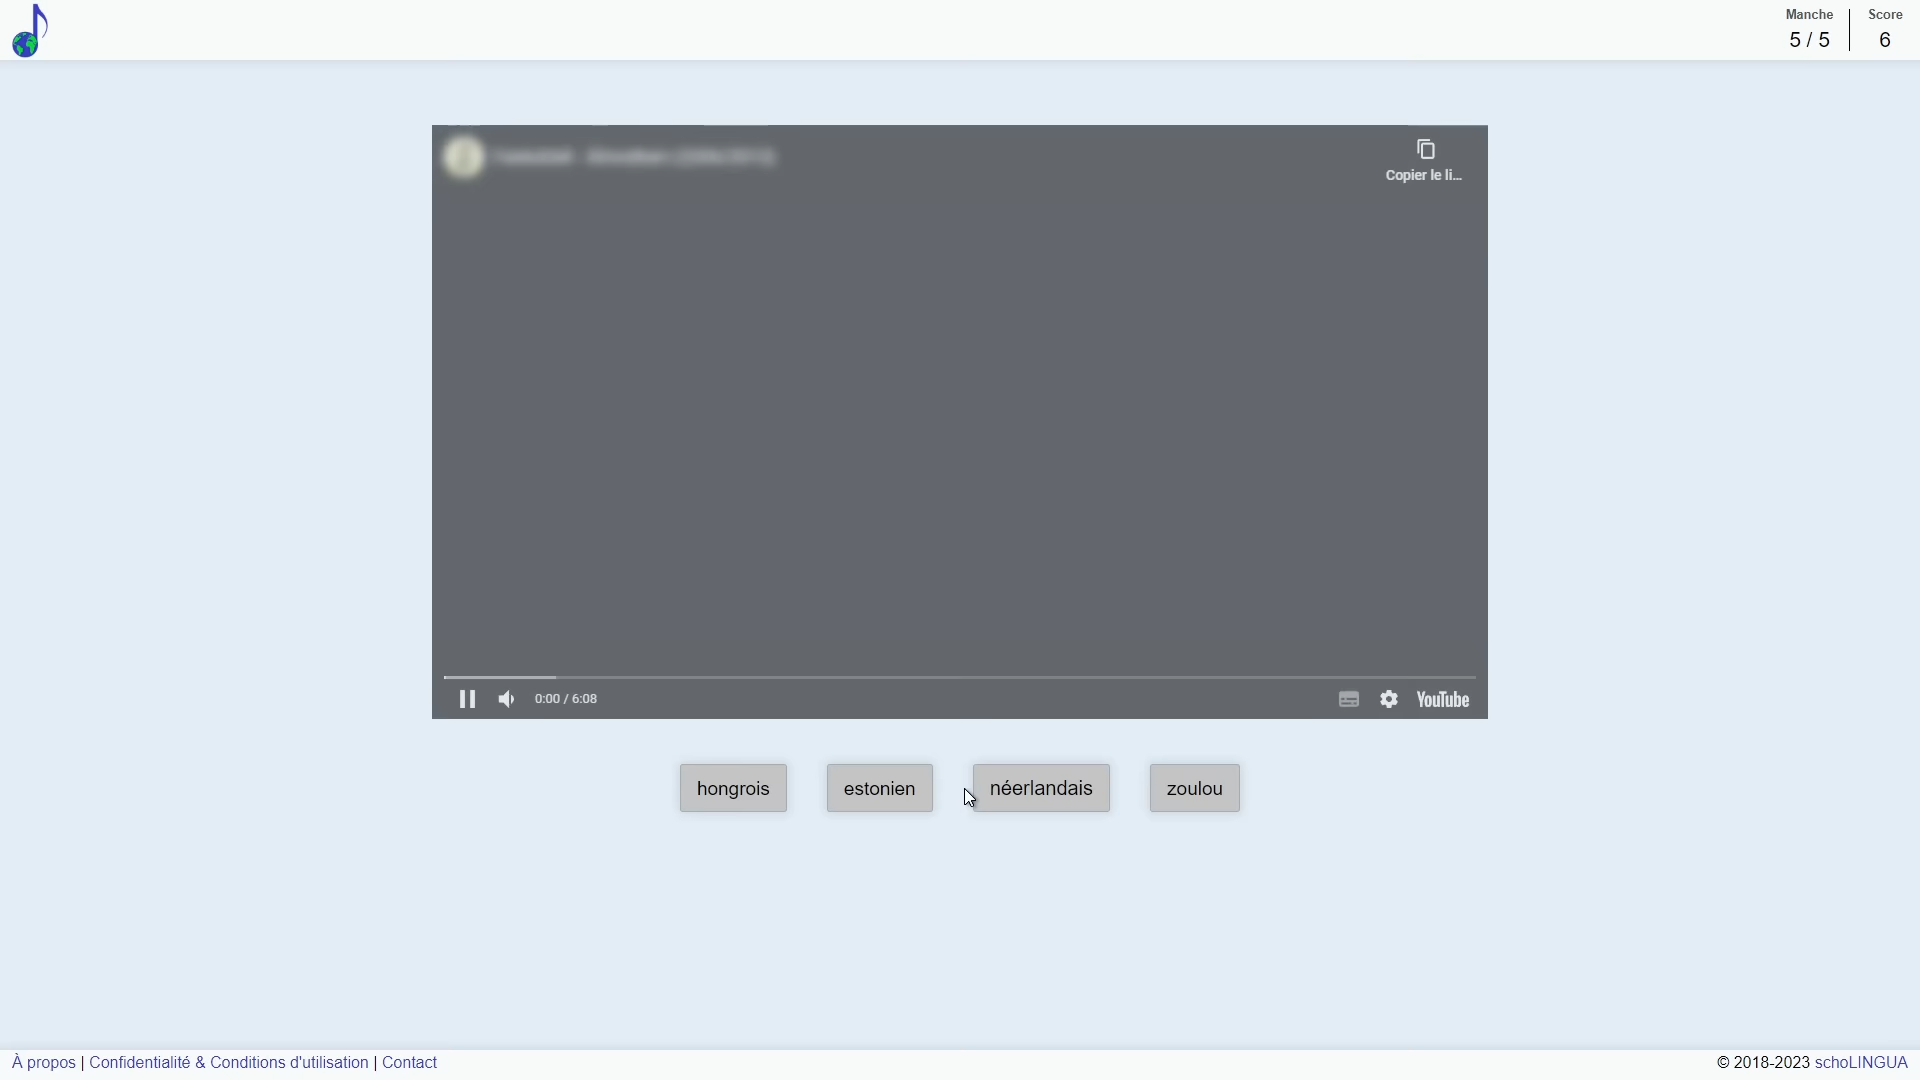 Manche
Score
5 / 5
6
Copier le li...
0:00 / 6:08
YouTube
hongrois
estonien
néerlandais
zoulou
À propos | Confidentialité & Conditions d'utilisation | Contact
© 2018-2023 schoLINGUA